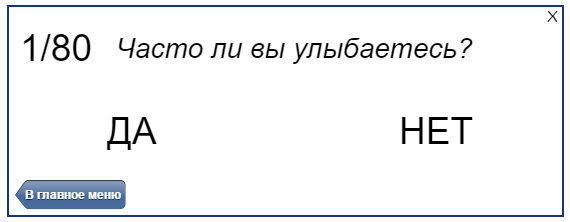 X
1/80 Часто ли вы улыбаетесь?
ДА НЕТ
В главное меню